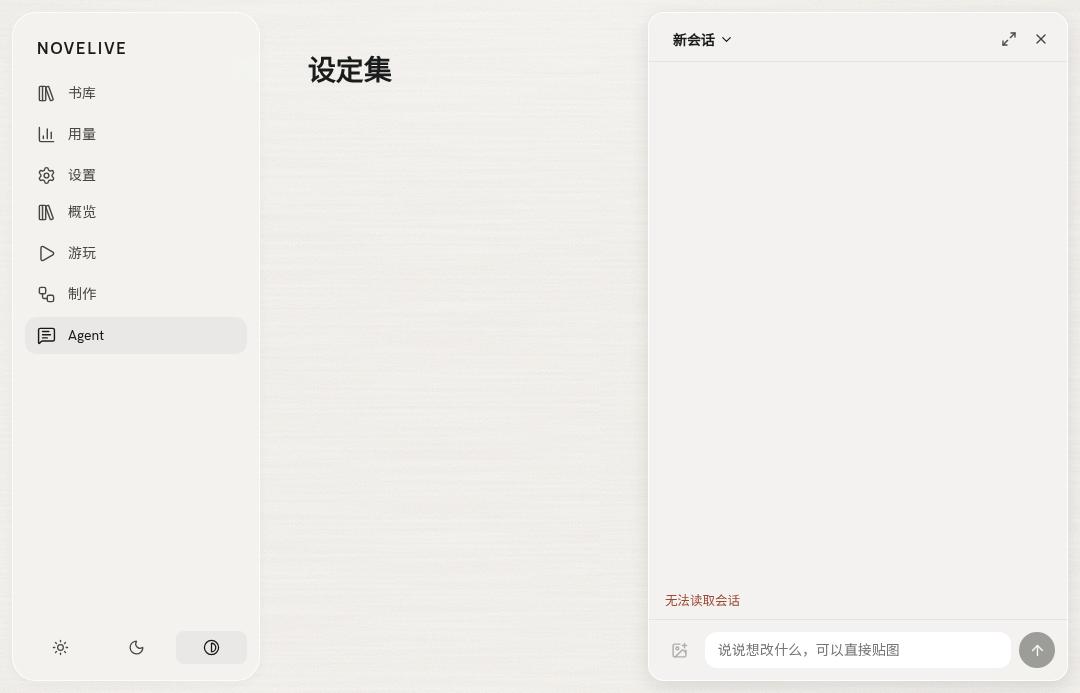 NOVELIVE
书库
用量
设置
概览
游玩
制作
Agent
设定集
新会话
无法读取会话
说说想改什么，可以直接贴图